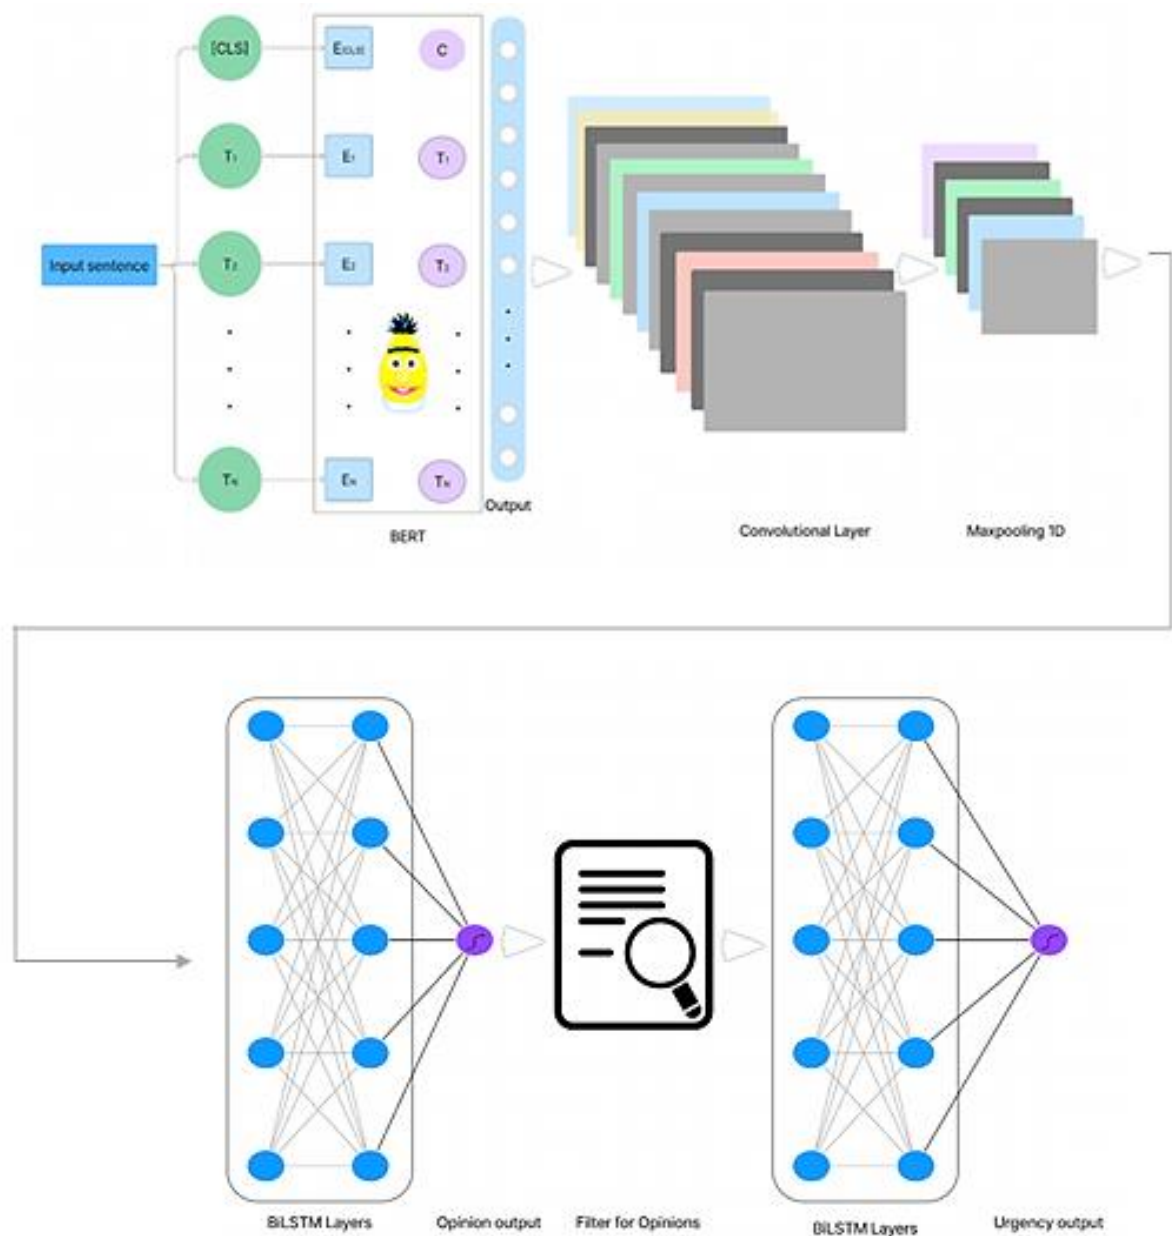 [CLS] E[CLS] C
T1 E1 T1
Input sentence T2 E2 T2
TN EN TN
Output
BERT
Convolutional Layer Maxpooling 1D
BiLSTM Layers Opinion output Filter for Opinions BiLSTM Layers Urgency output